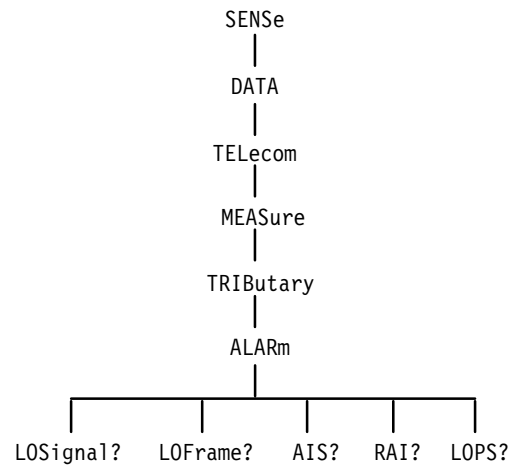 SENSe
DATA
TELecom
MEASure
TRIButary
ALARm
LOSignal? LOFrame? AIS? RAI? LOPS?